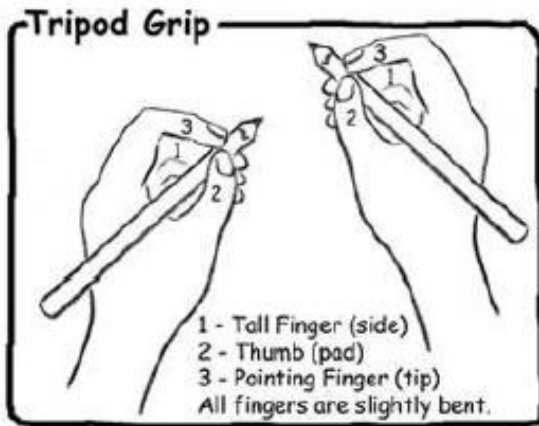 Tripod Grip
3
1
2
3
1
2
1 - Tall Finger (side)
2 - Thumb (pad)
3 - Pointing Finger (tip)
All fingers are slightly bent.